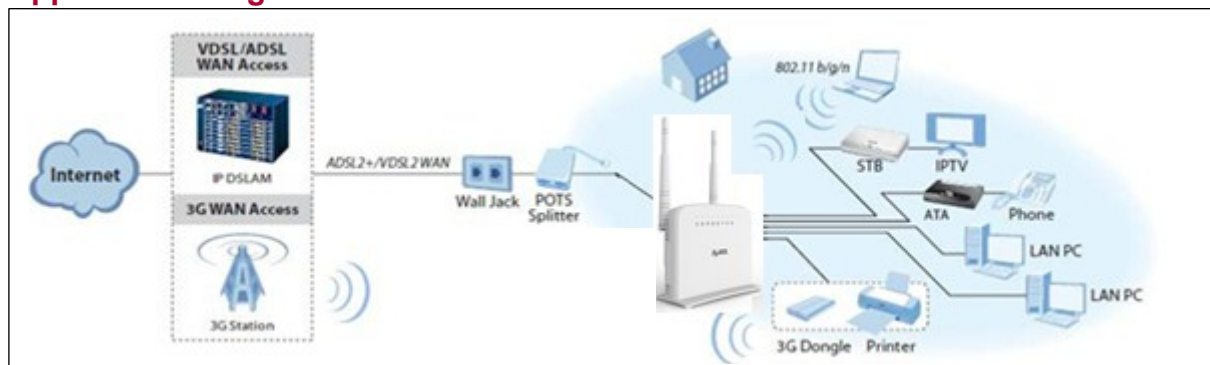 VDSL/ADSL
WAN Access
IP DSLAM
3G WAN Access
3G Station
Internet
ADSL2+/VDSL2 WAN
Wall Jack
POTS
Splitter
802.11 b/g/n
STB
IPTV
ATA
Phone
LAN PC
LAN PC
3G Dongle
Printer
ZyXEL